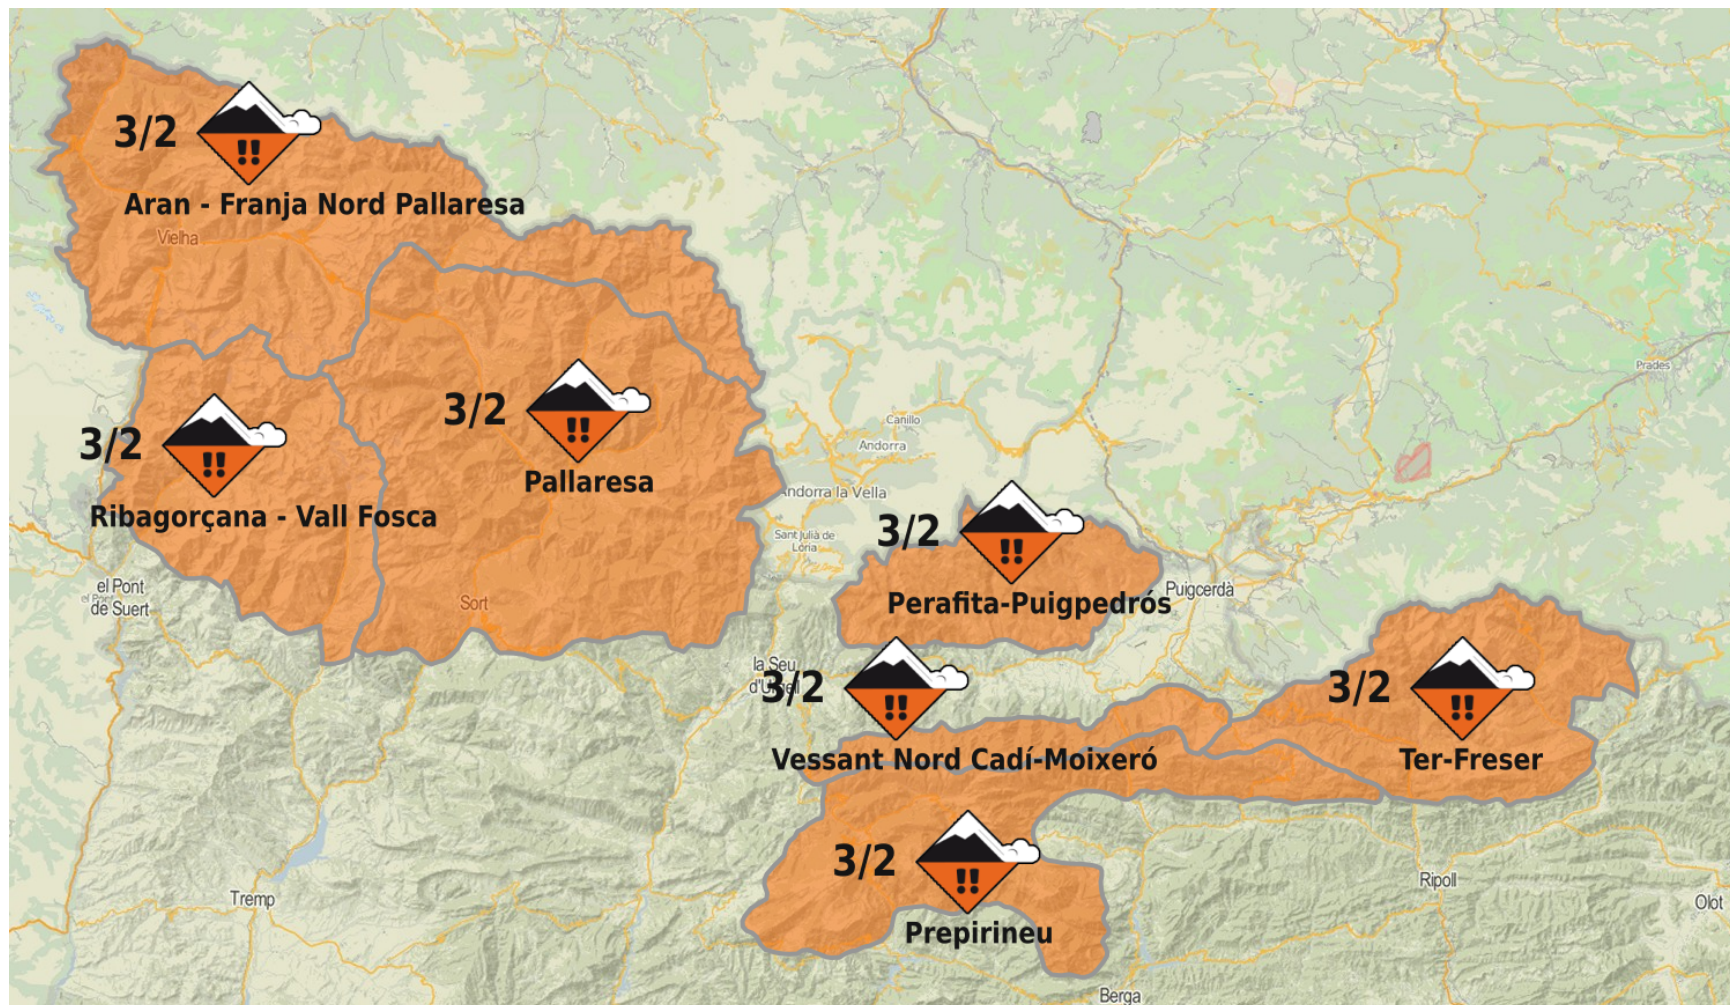 3/2
!!
Aran - Franja Nord Pallaresa
Vielha
3/2
!!
Pallaresa
3/2
!!
Ribagorçana - Vall Fosca
Prades
Canillo
Andorra
Andorra la Vella
Sant Julià de
Lòria
3/2
!!
Perafita-Puigpedrós
Puigcerdà
el Pont
de Suert
Sort
la Seu
d'Urgell
3/2
!!
Vessant Nord Cadí-Moixeró
3/2
!!
Ter-Freser
3/2
!!
Prepirineu
Tremp
Ripoll
Olot
Berga